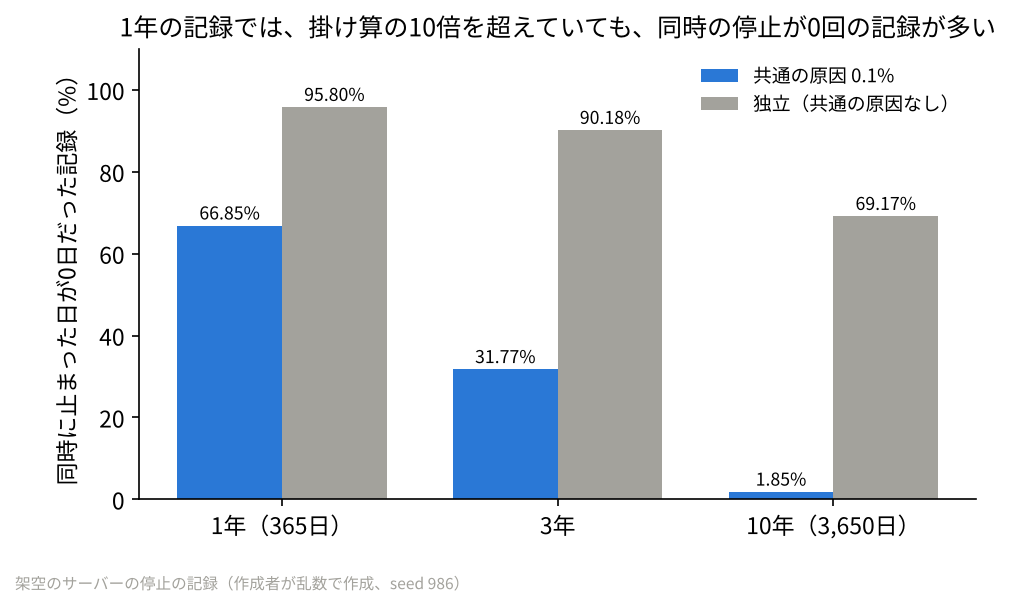 1年の記録では、掛け算の10倍を超えていても、同時の停止が0回の記録が多い
同時に止まった日が0日だった記録（%）
100
80
60
40
20
0
共通の原因 0.1%
独立（共通の原因なし）
66.85%
95.80%
31.77%
90.18%
1.85%
69.17%
1年（365日）
3年
10年（3,650日）
架空のサーバーの停止の記録（作成者が乱数で作成、seed 986）